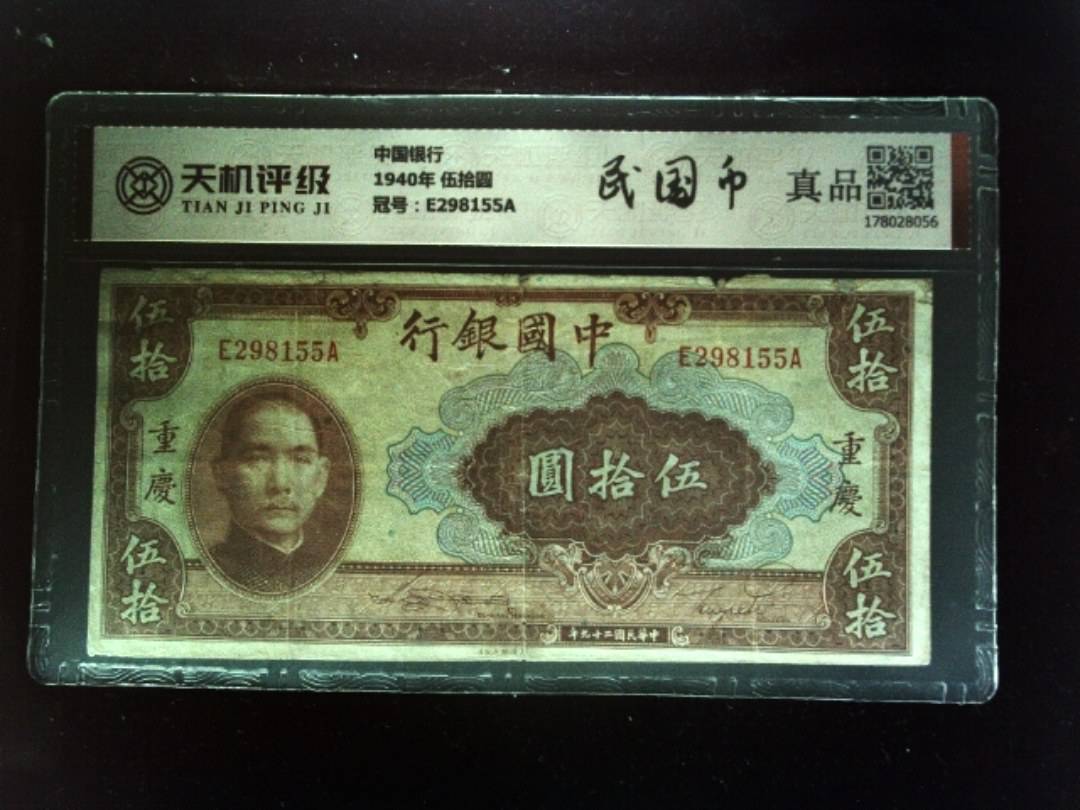 天机评级
TIAN JI PING JI
中国银行
1940年 伍拾圆
冠号：E298155A
民国币
真品
178028056
行銀國中
伍拾
伍拾
E298155A
E298155A
重慶
重慶
圓拾伍
伍拾
伍拾
年九十二國民華中